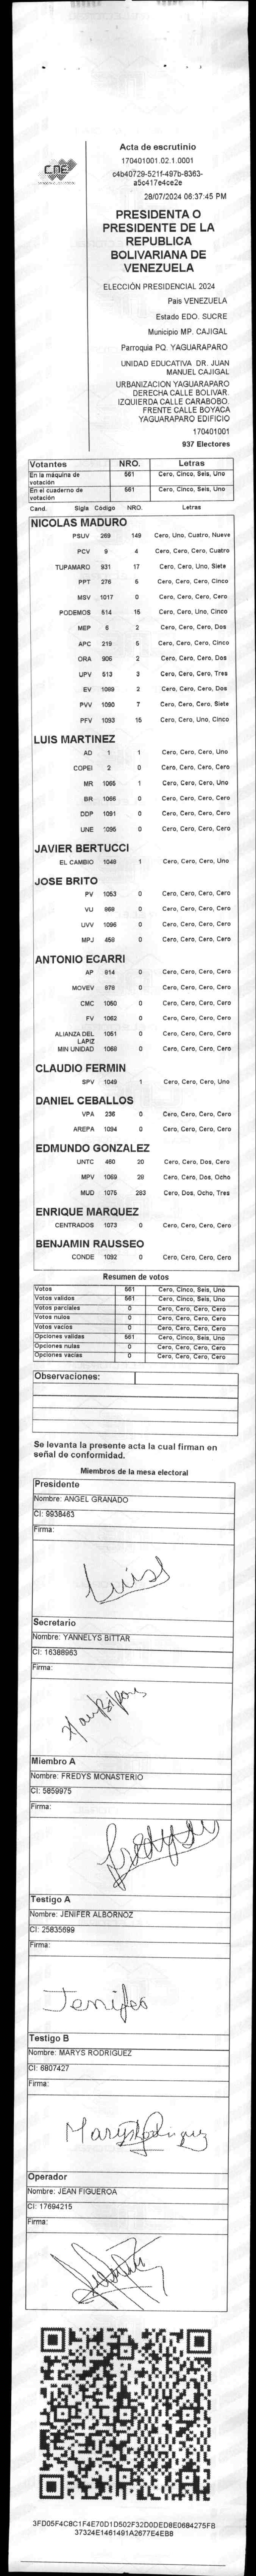 CNE
Acta de escrutinio
170401001.02.1.0001
c4b40729-521f-497b-8363-
a5c417e4ce2e
28/07/2024 06:37:45 PM
PRESIDENTA O
PRESIDENTE DE LA
REPUBLICA
BOLIVARIANA DE
VENEZUELA
ELECCIÓN PRESIDENCIAL 2024
Pais VENEZUELA
Estado EDO. SUCRE
Municipio MP. CAJIGAL
Parroquia PQ. YAGUARAPARO
UNIDAD EDUCATIVA DR. JUAN
MANUEL CAJIGAL
URBANIZACION YAGUARAPARO
DERECHA CALLE BOLIVAR.
IZQUIERDA CALLE CARABOBO.
FRENTE CALLE BOYACA
YAGUARAPARO EDIFICIO
170401001
937 Electores
Votantes NRO. Letras
En la máquina de votación 561 Cero, Cinco, Seis, Uno
En el cuaderno de votación 561 Cero, Cinco, Seis, Uno
Cand. Sigla Código NRO. Letras
NICOLAS MADURO
PSUV 269 149 Cero, Uno, Cuatro, Nueve
PCV 9 4 Cero, Cero, Cero, Cuatro
TUPAMARO 931 17 Cero, Cero, Uno, Siete
PPT 276 5 Cero, Cero, Cero, Cinco
MSV 1017 0 Cero, Cero, Cero, Cero
PODEMOS 514 15 Cero, Cero, Uno, Cinco
MEP 6 2 Cero, Cero, Cero, Dos
APC 219 5 Cero, Cero, Cero, Cinco
ORA 906 2 Cero, Cero, Cero, Dos
UPV 513 3 Cero, Cero, Cero, Tres
EV 1089 2 Cero, Cero, Cero, Dos
PVV 1090 7 Cero, Cero, Cero, Siete
PFV 1093 15 Cero, Cero, Uno, Cinco
LUIS MARTINEZ
AD 1 1 Cero, Cero, Cero, Uno
COPEI 2 0 Cero, Cero, Cero, Cero
MR 1065 1 Cero, Cero, Cero, Uno
BR 1066 0 Cero, Cero, Cero, Cero
DDP 1091 0 Cero, Cero, Cero, Cero
UNE 1095 0 Cero, Cero, Cero, Cero
JAVIER BERTUCCI
EL CAMBIO 1048 1 Cero, Cero, Cero, Uno
JOSE BRITO
PV 1053 0 Cero, Cero, Cero, Cero
VU 868 0 Cero, Cero, Cero, Cero
UVV 1096 0 Cero, Cero, Cero, Cero
MPJ 458 0 Cero, Cero, Cero, Cero
ANTONIO ECARRI
AP 914 0 Cero, Cero, Cero, Cero
MOVEV 878 0 Cero, Cero, Cero, Cero
CMC 1050 0 Cero, Cero, Cero, Cero
FV 1062 0 Cero, Cero, Cero, Cero
ALIANZA DEL LAPIZ 1051 0 Cero, Cero, Cero, Cero
MIN UNIDAD 1068 0 Cero, Cero, Cero, Cero
CLAUDIO FERMIN
SPV 1049 1 Cero, Cero, Cero, Uno
DANIEL CEBALLOS
VPA 236 0 Cero, Cero, Cero, Cero
AREPA 1094 0 Cero, Cero, Cero, Cero
EDMUNDO GONZALEZ
UNTC 460 20 Cero, Cero, Dos, Cero
MPV 1069 28 Cero, Cero, Dos, Ocho
MUD 1075 283 Cero, Dos, Ocho, Tres
ENRIQUE MARQUEZ
CENTRADOS 1073 0 Cero, Cero, Cero, Cero
BENJAMIN RAUSSEO
CONDE 1092 0 Cero, Cero, Cero, Cero
Resumen de votos
Votos 561 Cero, Cinco, Seis, Uno
Votos validos 561 Cero, Cinco, Seis, Uno
Votos parciales 0 Cero, Cero, Cero, Cero
Votos nulos 0 Cero, Cero, Cero, Cero
Votos vacios 0 Cero, Cero, Cero, Cero
Opciones validas 561 Cero, Cinco, Seis, Uno
Opciones nulas 0 Cero, Cero, Cero, Cero
Opciones vacias 0 Cero, Cero, Cero, Cero
Observaciones:
Se levanta la presente acta la cual firman en
señal de conformidad.
Miembros de la mesa electoral
Presidente
Nombre: ANGEL GRANADO
CI: 9938463
Firma:
Secretario
Nombre: YANNELYS BITTAR
CI: 16388963
Firma:
Miembro A
Nombre: FREDYS MONASTERIO
CI: 5859975
Firma:
Fredys
Testigo A
Nombre: JENIFER ALBORNOZ
CI: 25835699
Firma:
Jenifer
Testigo B
Nombre: MARYS RODRIGUEZ
CI: 6807427
Firma:
Marys Rodriguez
Operador
Nombre: JEAN FIGUEROA
CI: 17694215
Firma:
3FD05F4C8C1F4E70D1D502F32D0DED8E0684275FB
37324E1461491A2677E4EB8